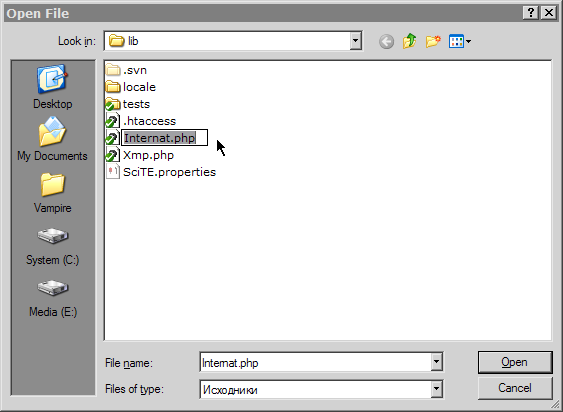 Open File
Look in:
lib
Desktop
My Documents
Vampire
System (C:)
Media (E:)
.svn
locale
tests
.htaccess
Internat.php
Xmp.php
SciTE.properties
File name:
Internat.php
Open
Files of type:
Исходники
Cancel